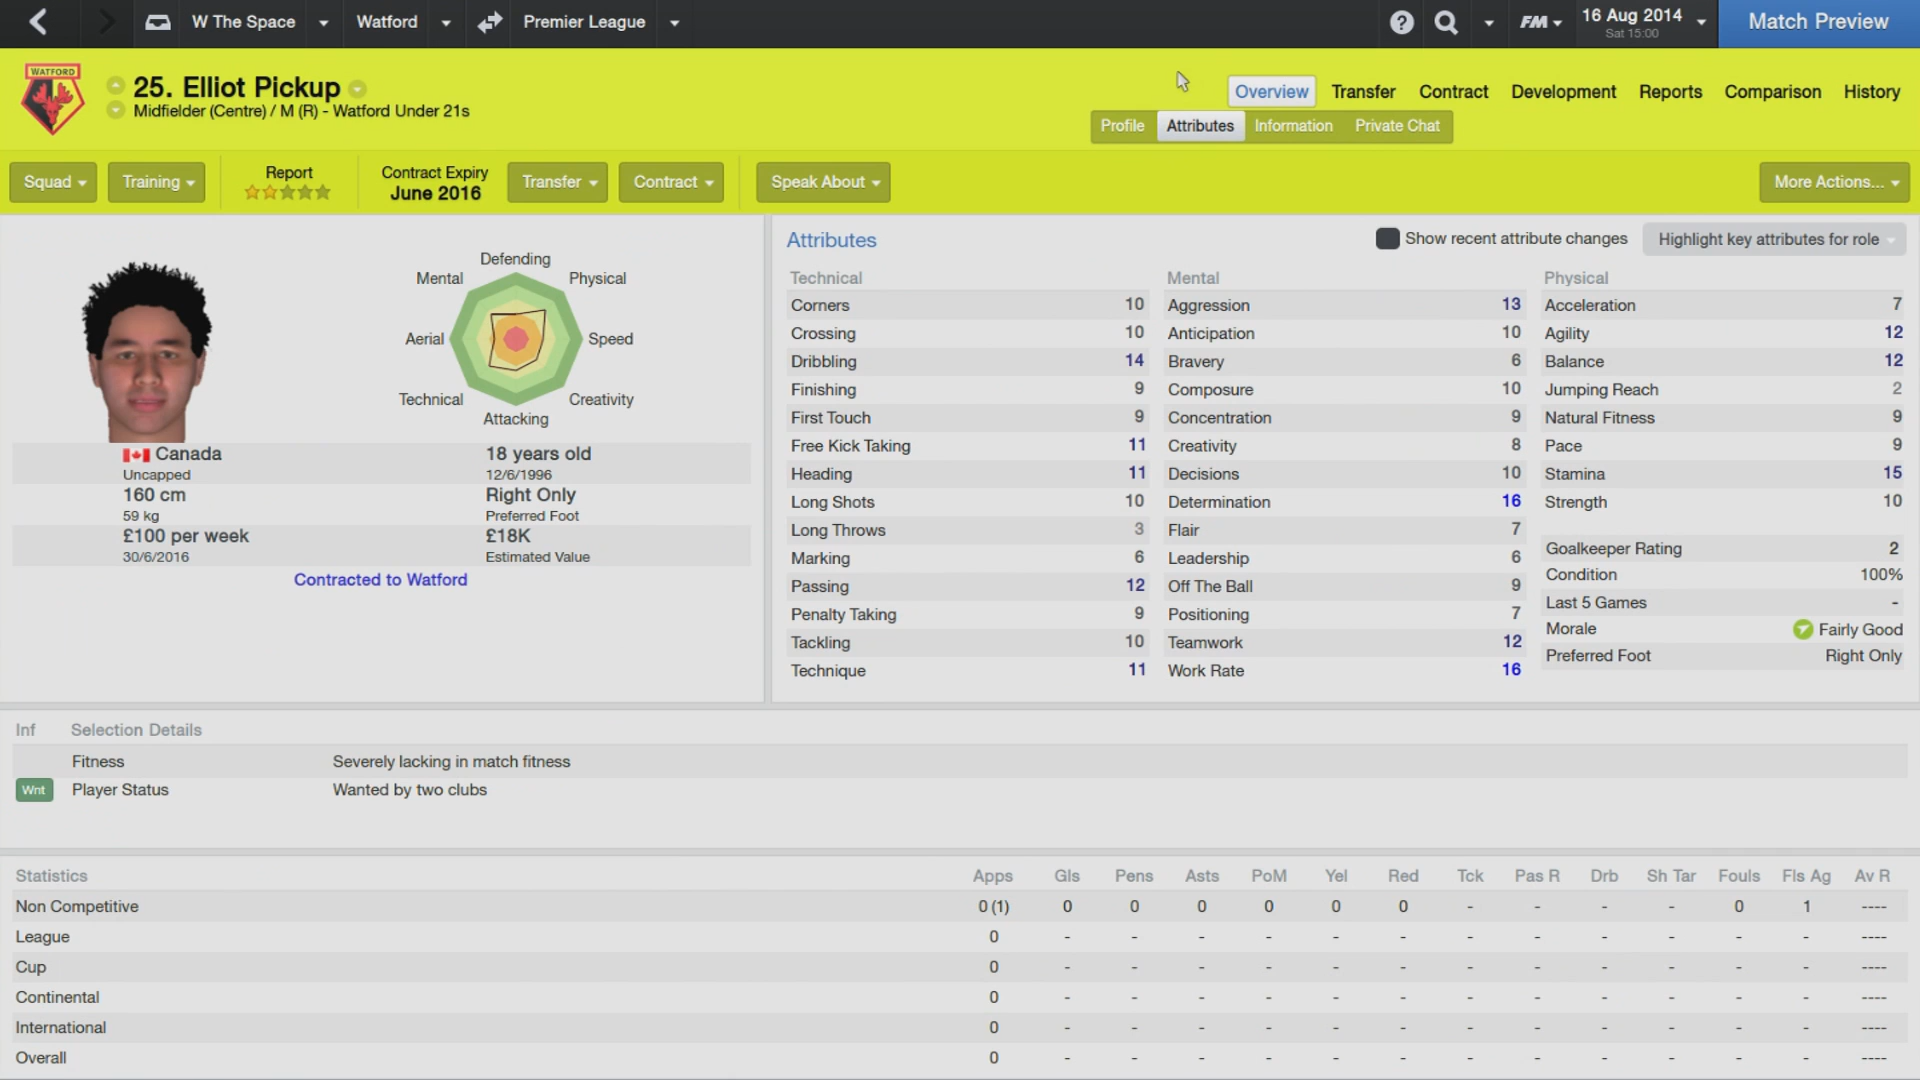 W The Space
Watford
Premier League
?
FM
16 Aug 2014
Sat 15:00
Match Preview
WATFORD
25. Elliot Pickup
Midfielder (Centre) / M (R) - Watford Under 21s
Overview
Transfer
Contract
Development
Reports
Comparison
History
Profile
Attributes
Information
Private Chat
Squad
Training
Report
Contract Expiry
June 2016
Transfer
Contract
Speak About
More Actions...
Defending
Mental
Physical
Aerial
Speed
Technical
Creativity
Attacking
Canada
Uncapped
18 years old
12/6/1996
160 cm
59 kg
Right Only
Preferred Foot
£100 per week
30/6/2016
£18K
Estimated Value
Contracted to Watford
Attributes
Show recent attribute changes
Highlight key attributes for role
Technical
Corners 10
Crossing 10
Dribbling 14
Finishing 9
First Touch 9
Free Kick Taking 11
Heading 11
Long Shots 10
Long Throws 3
Marking 6
Passing 12
Penalty Taking 9
Tackling 10
Technique 11
Mental
Aggression 13
Anticipation 10
Bravery 6
Composure 10
Concentration 9
Creativity 8
Decisions 10
Determination 16
Flair 7
Leadership 6
Off The Ball 9
Positioning 7
Teamwork 12
Work Rate 16
Physical
Acceleration 7
Agility 12
Balance 12
Jumping Reach 2
Natural Fitness 9
Pace 9
Stamina 15
Strength 10
Goalkeeper Rating 2
Condition 100%
Last 5 Games -
Morale Fairly Good
Preferred Foot Right Only
Inf Selection Details
Fitness Severely lacking in match fitness
Wnt Player Status Wanted by two clubs
Statistics Apps Gls Pens Asts PoM Yel Red Tck Pas R Drb Sh Tar Fouls Fls Ag Av R
Non Competitive 0 (1) 0 0 0 0 0 0 - - - - 0 1 ----
League 0 - - - - - - - - - - - - ----
Cup 0 - - - - - - - - - - - - ----
Continental 0 - - - - - - - - - - - - ----
International 0 - - - - - - - - - - - - ----
Overall 0 - - - - - - - - - - - - ----